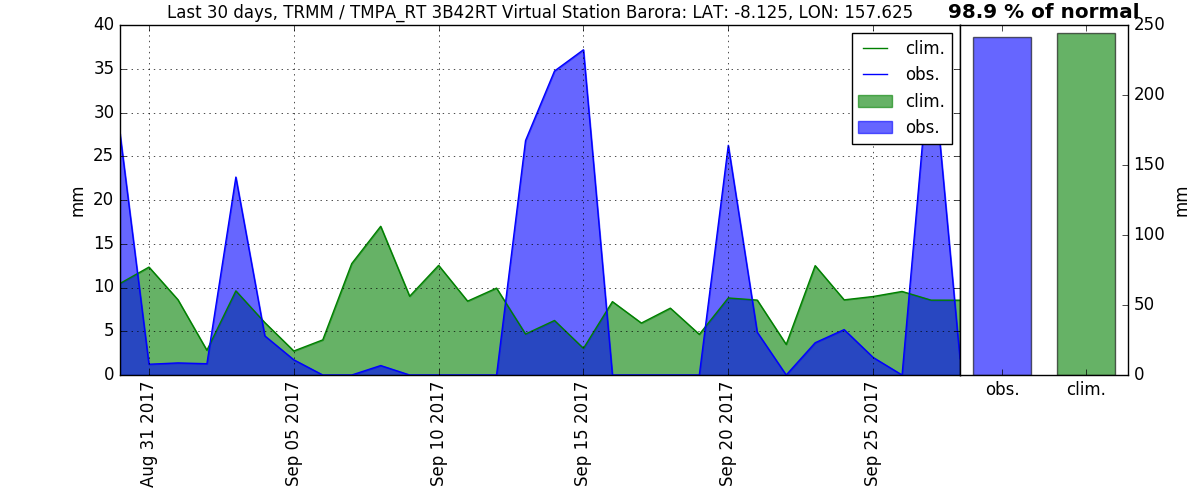 Last 30 days, TRMM / TMPA_RT 3B42RT Virtual Station Barora: LAT: -8.125, LON: 157.625
98.9 % of normal
40
35
30
25
20
15
10
5
0
mm
clim.
obs.
clim.
obs.
Aug 31 2017
Sep 05 2017
Sep 10 2017
Sep 15 2017
Sep 20 2017
Sep 25 2017
250
200
150
100
50
0
mm
obs.
clim.